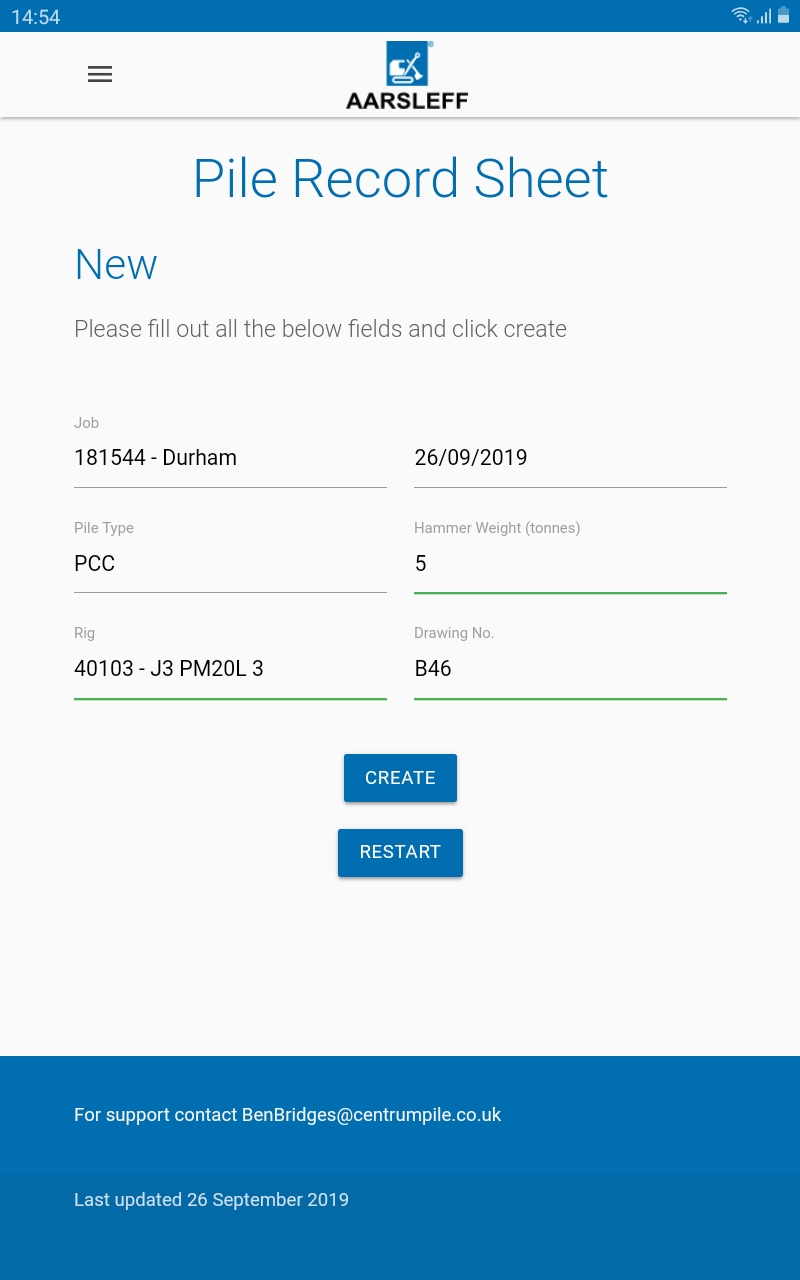 14:54
AARSLEFF
Pile Record Sheet
New
Please fill out all the below fields and click create
Job
181544 - Durham
26/09/2019
Pile Type
Hammer Weight (tonnes)
PCC
5
Rig
Drawing No.
40103 - J3 PM20L 3
B46
CREATE
RESTART
For support contact BenBridges@centrumpile.co.uk
Last updated 26 September 2019